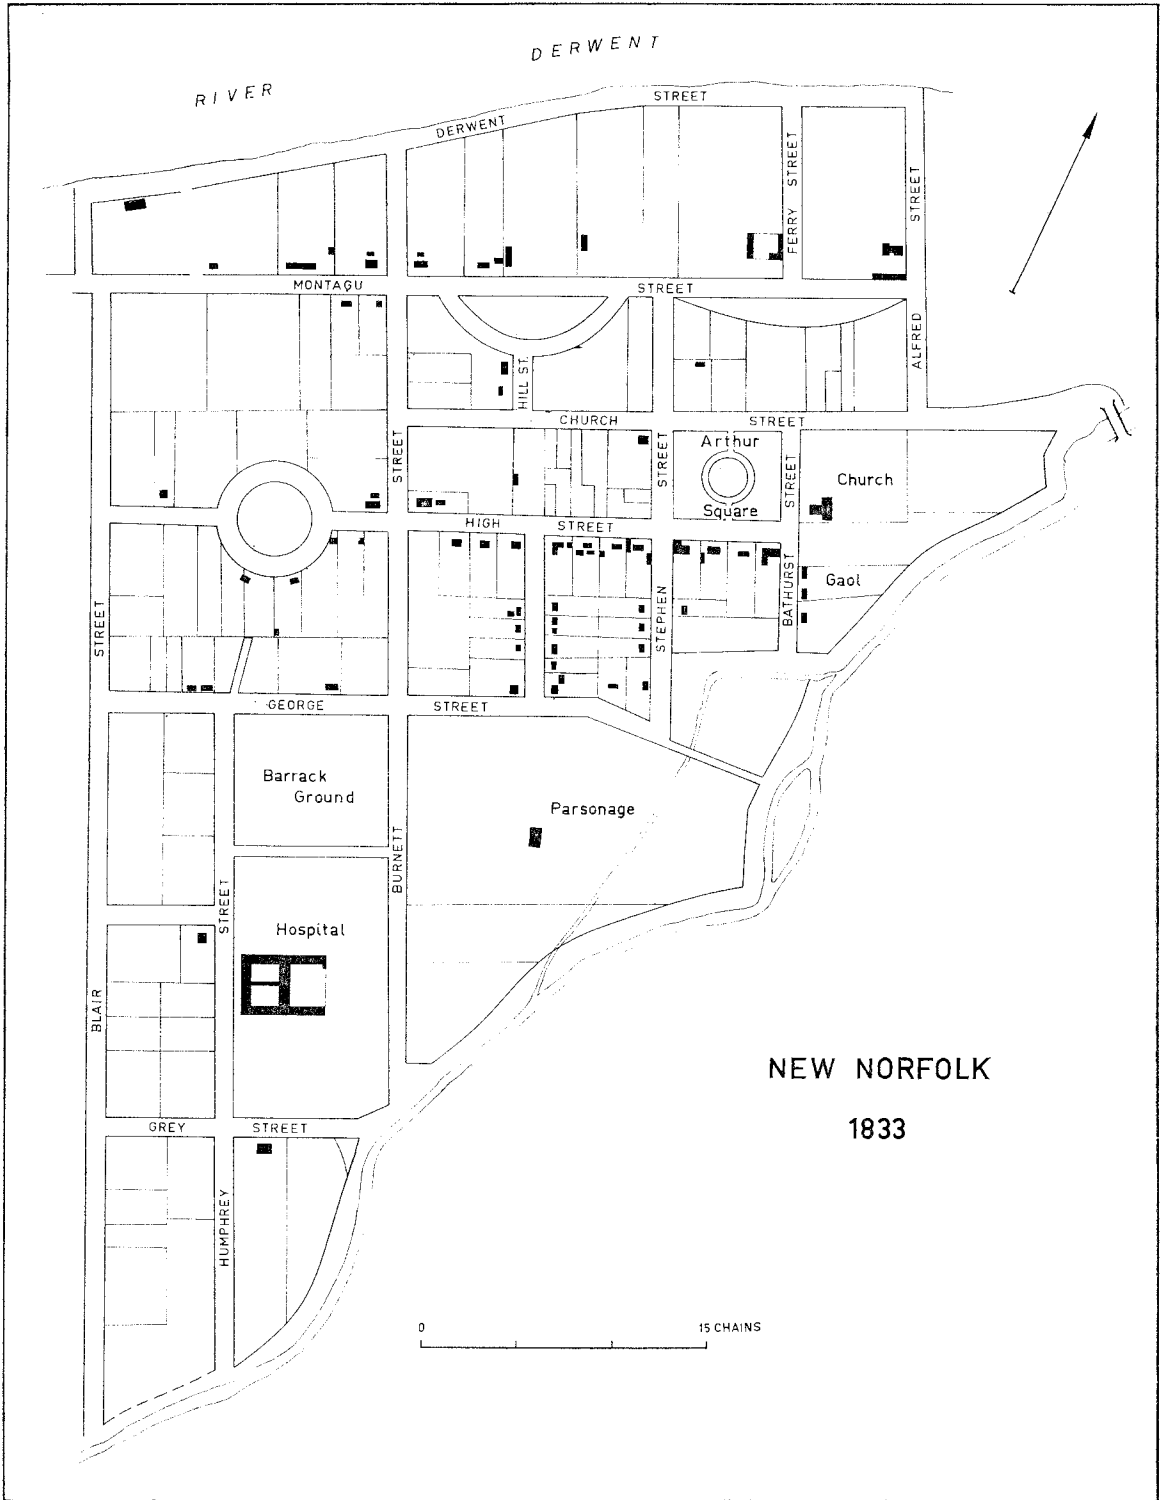 RIVER DERWENT
DERWENT STREET
FERRY STREET
ALFRED STREET
MONTAGU STREET
HILL ST.
CHURCH STREET
BURNETT STREET
STEPHEN STREET
Arthur
Square
BATHURST STREET
Church
HIGH STREET
Gaol
BLAIR STREET
GEORGE STREET
Barrack
Ground
Parsonage
HUMPHREY STREET
Hospital
GREY STREET
NEW NORFOLK
1833
0 15 CHAINS